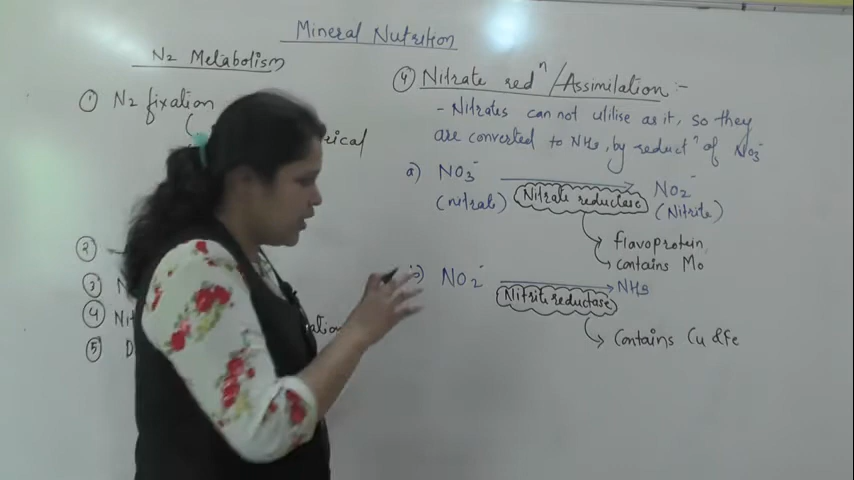 Mineral Nutrition
N2 Metabolism
① N2 fixation
②
③ N
④ Nit
⑤ D
④ Nitrate redⁿ/Assimilation :-
- Nitrates can not utilise as it, so they
are converted to NH3, by reductⁿ of NO3⁻
a) NO3⁻ → NO2⁻
(nitrate) Nitrate reductase (Nitrite)
→ flavoprotein
→ contains Mo
b) NO2⁻ → NH3
Nitrite reductase
→ Contains Cu & Fe